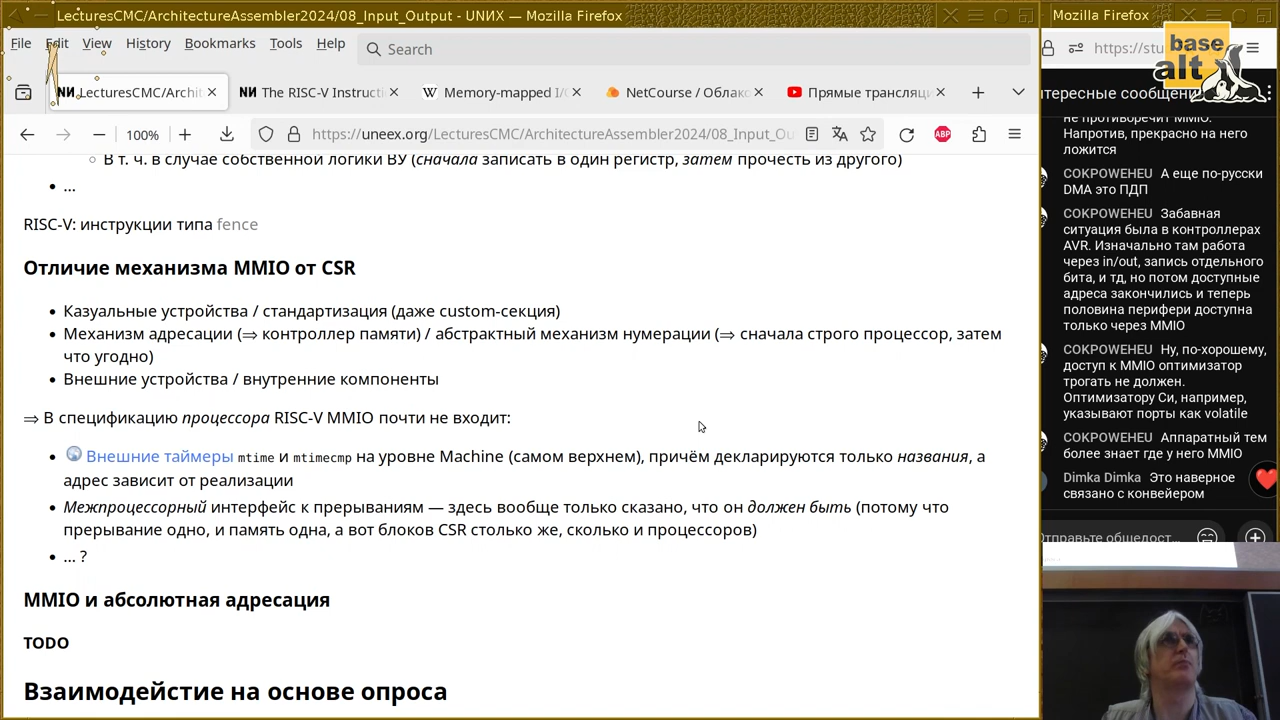 LecturesCMC/ArchitectureAssembler2024/08_Input_Output - UNИX — Mozilla Firefox
File Edit View History Bookmarks Tools Help
Search
LecturesCMC/Archit
The RISC-V Instructi
Memory-mapped I/
NetCourse / Облако
Прямые трансляц
100%
https://uneex.org/LecturesCMC/ArchitectureAssembler2024/08_Input_Ou
ABP
В т. ч. в случае собственной логики ВУ (сначала записать в один регистр, затем прочесть из другого)
...
RISC-V: инструкции типа fence
Отличие механизма MMIO от CSR
Казуальные устройства / стандартизация (даже custom-секция)
Механизм адресации (⇒ контроллер памяти) / абстрактный механизм нумерации (⇒ сначала строго процессор, затем
что угодно)
Внешние устройства / внутренние компоненты
⇒ В спецификацию процессора RISC-V MMIO почти не входит:
Внешние таймеры mtime и mtimecmp на уровне Machine (самом верхнем), причём декларируются только названия, а
адрес зависит от реализации
Межпроцессорный интерфейс к прерываниям — здесь вообще только сказано, что он должен быть (потому что
прерывание одно, и память одна, а вот блоков CSR столько же, сколько и процессоров)
... ?
MMIO и абсолютная адресация
TODO
Взаимодейстие на основе опроса
Mozilla Firefox
base
alt
https://stu
нтересные сообщени
не противоречит MMIO.
Напротив, прекрасно на него
ложится
COKPOWEHEU А еще по-русски
DMA это ПДП
COKPOWEHEU Забавная
ситуация была в контроллерах
AVR. Изначально там работа
через in/out, запись отдельного
бита, и тд, но потом доступные
адреса закончились и теперь
половина перифери доступна
только через MMIO
COKPOWEHEU Ну, по-хорошему,
доступ к MMIO оптимизатор
трогать не должен.
Оптимизатору Си, например,
указывают порты как volatile
COKPOWEHEU Аппаратный тем
более знает где у него MMIO
Dimka Dimka Это наверное
связано с конвейером
Отправьте общедост...